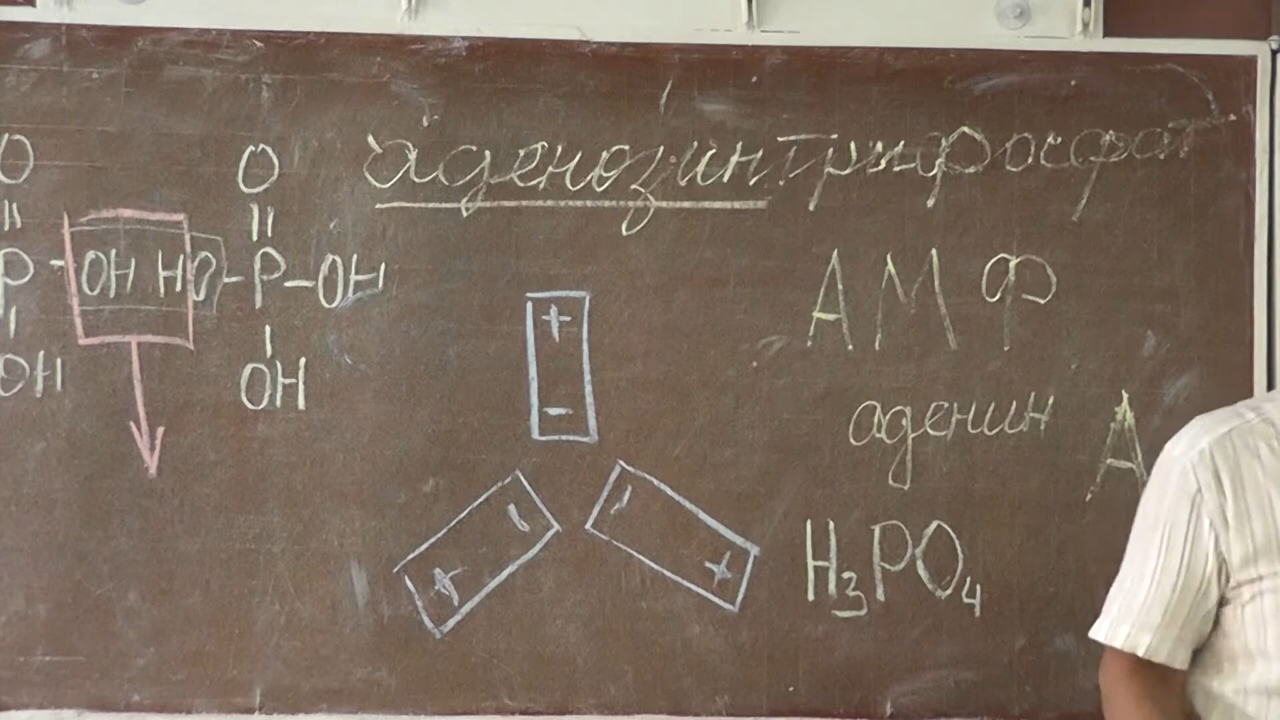 аденозинтрифосфат
O O
|| ||
P - OH HO - P - OH
| |
OH OH
АМФ
аденин А
H₃PO₄
+
-
- -
+ +